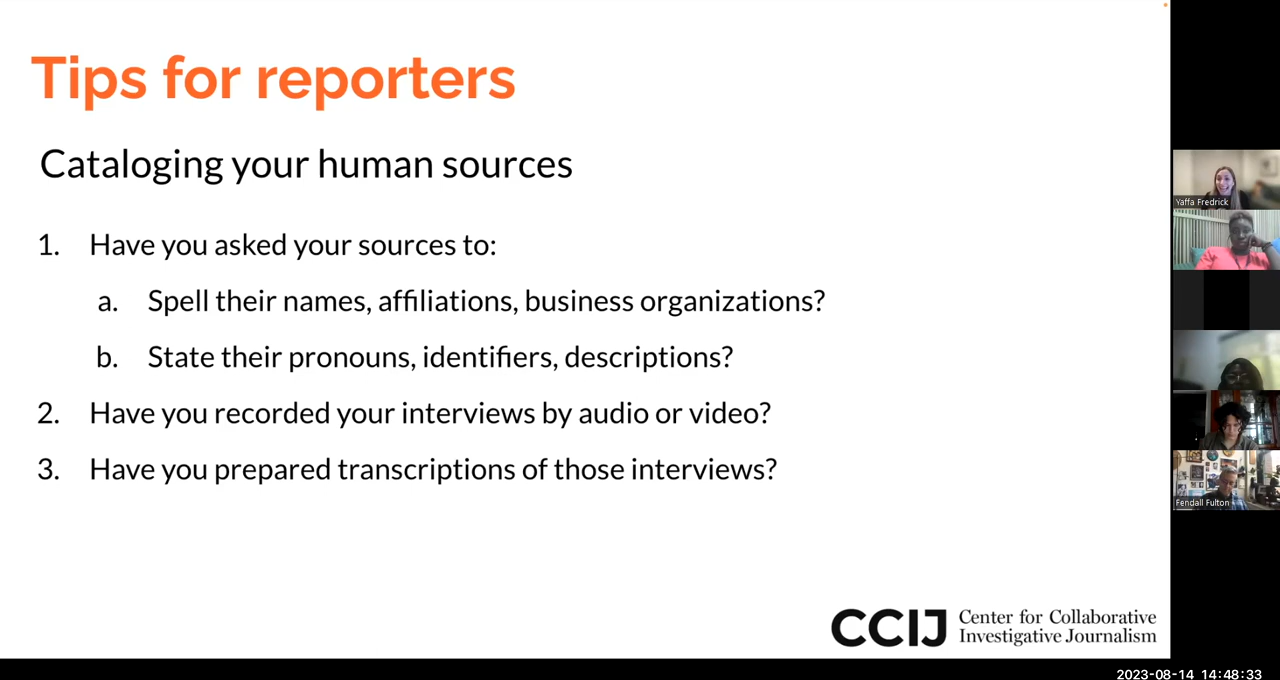 Tips for reporters
Cataloging your human sources
1. Have you asked your sources to:
a. Spell their names, affiliations, business organizations?
b. State their pronouns, identifiers, descriptions?
2. Have you recorded your interviews by audio or video?
3. Have you prepared transcriptions of those interviews?
CCIJ
Center for Collaborative
Investigative Journalism
Yaffa Fredrick
Fendall Fulton
2023-08-14 14:48:33